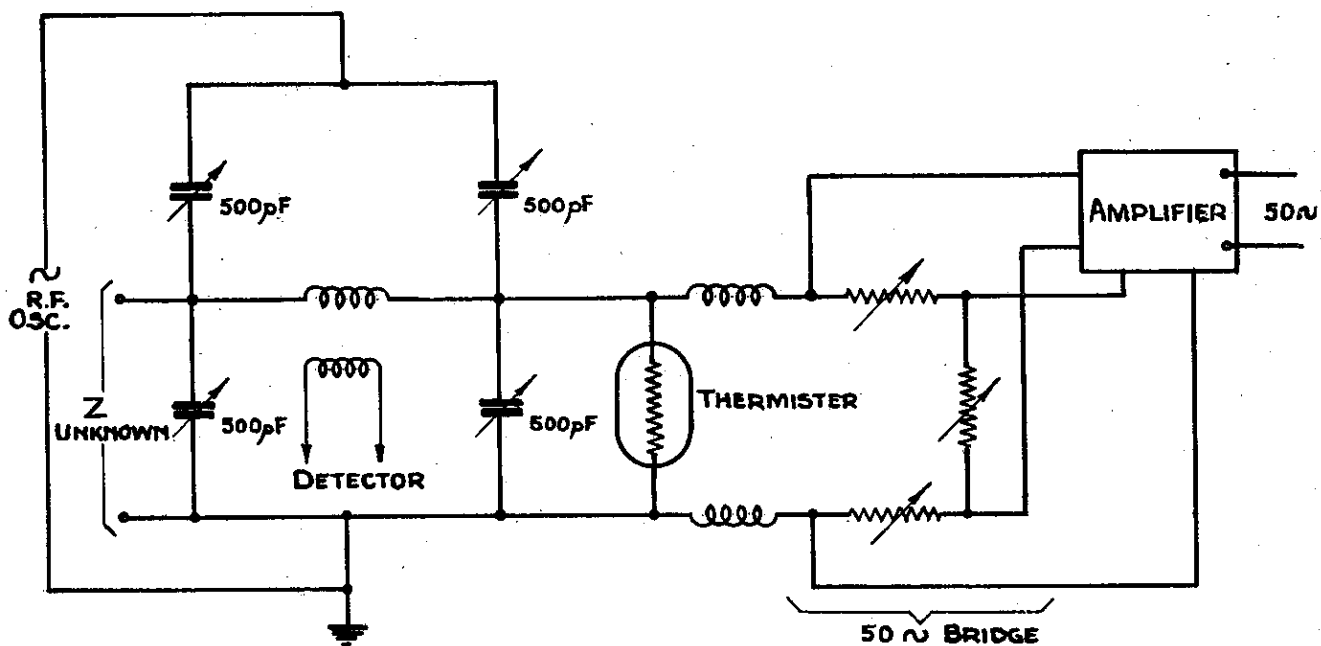 500pF
500pF
AMPLIFIER
50~
~
R.F.
OSC.
Z
UNKNOWN
500pF
500pF
DETECTOR
THERMISTER
50 ~ BRIDGE